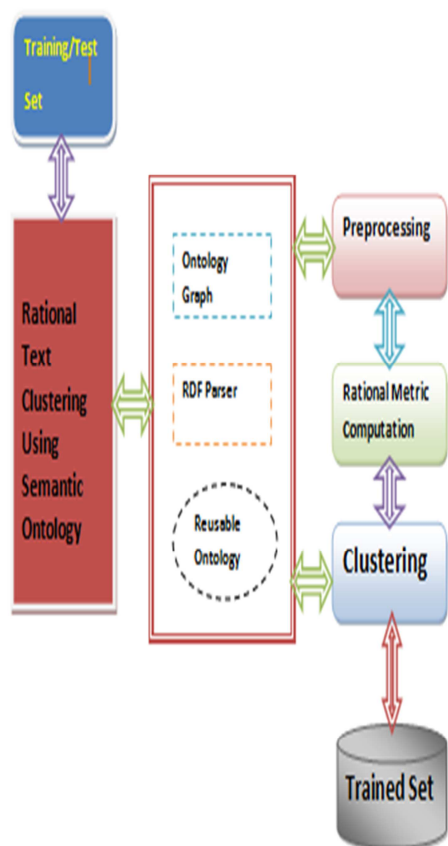 Training/Test
Set
Rational
Text
Clustering
Using
Semantic
Ontology
Ontology
Graph
RDF Parser
Reusable
Ontology
Preprocessing
Rational Metric
Computation
Clustering
Trained Set